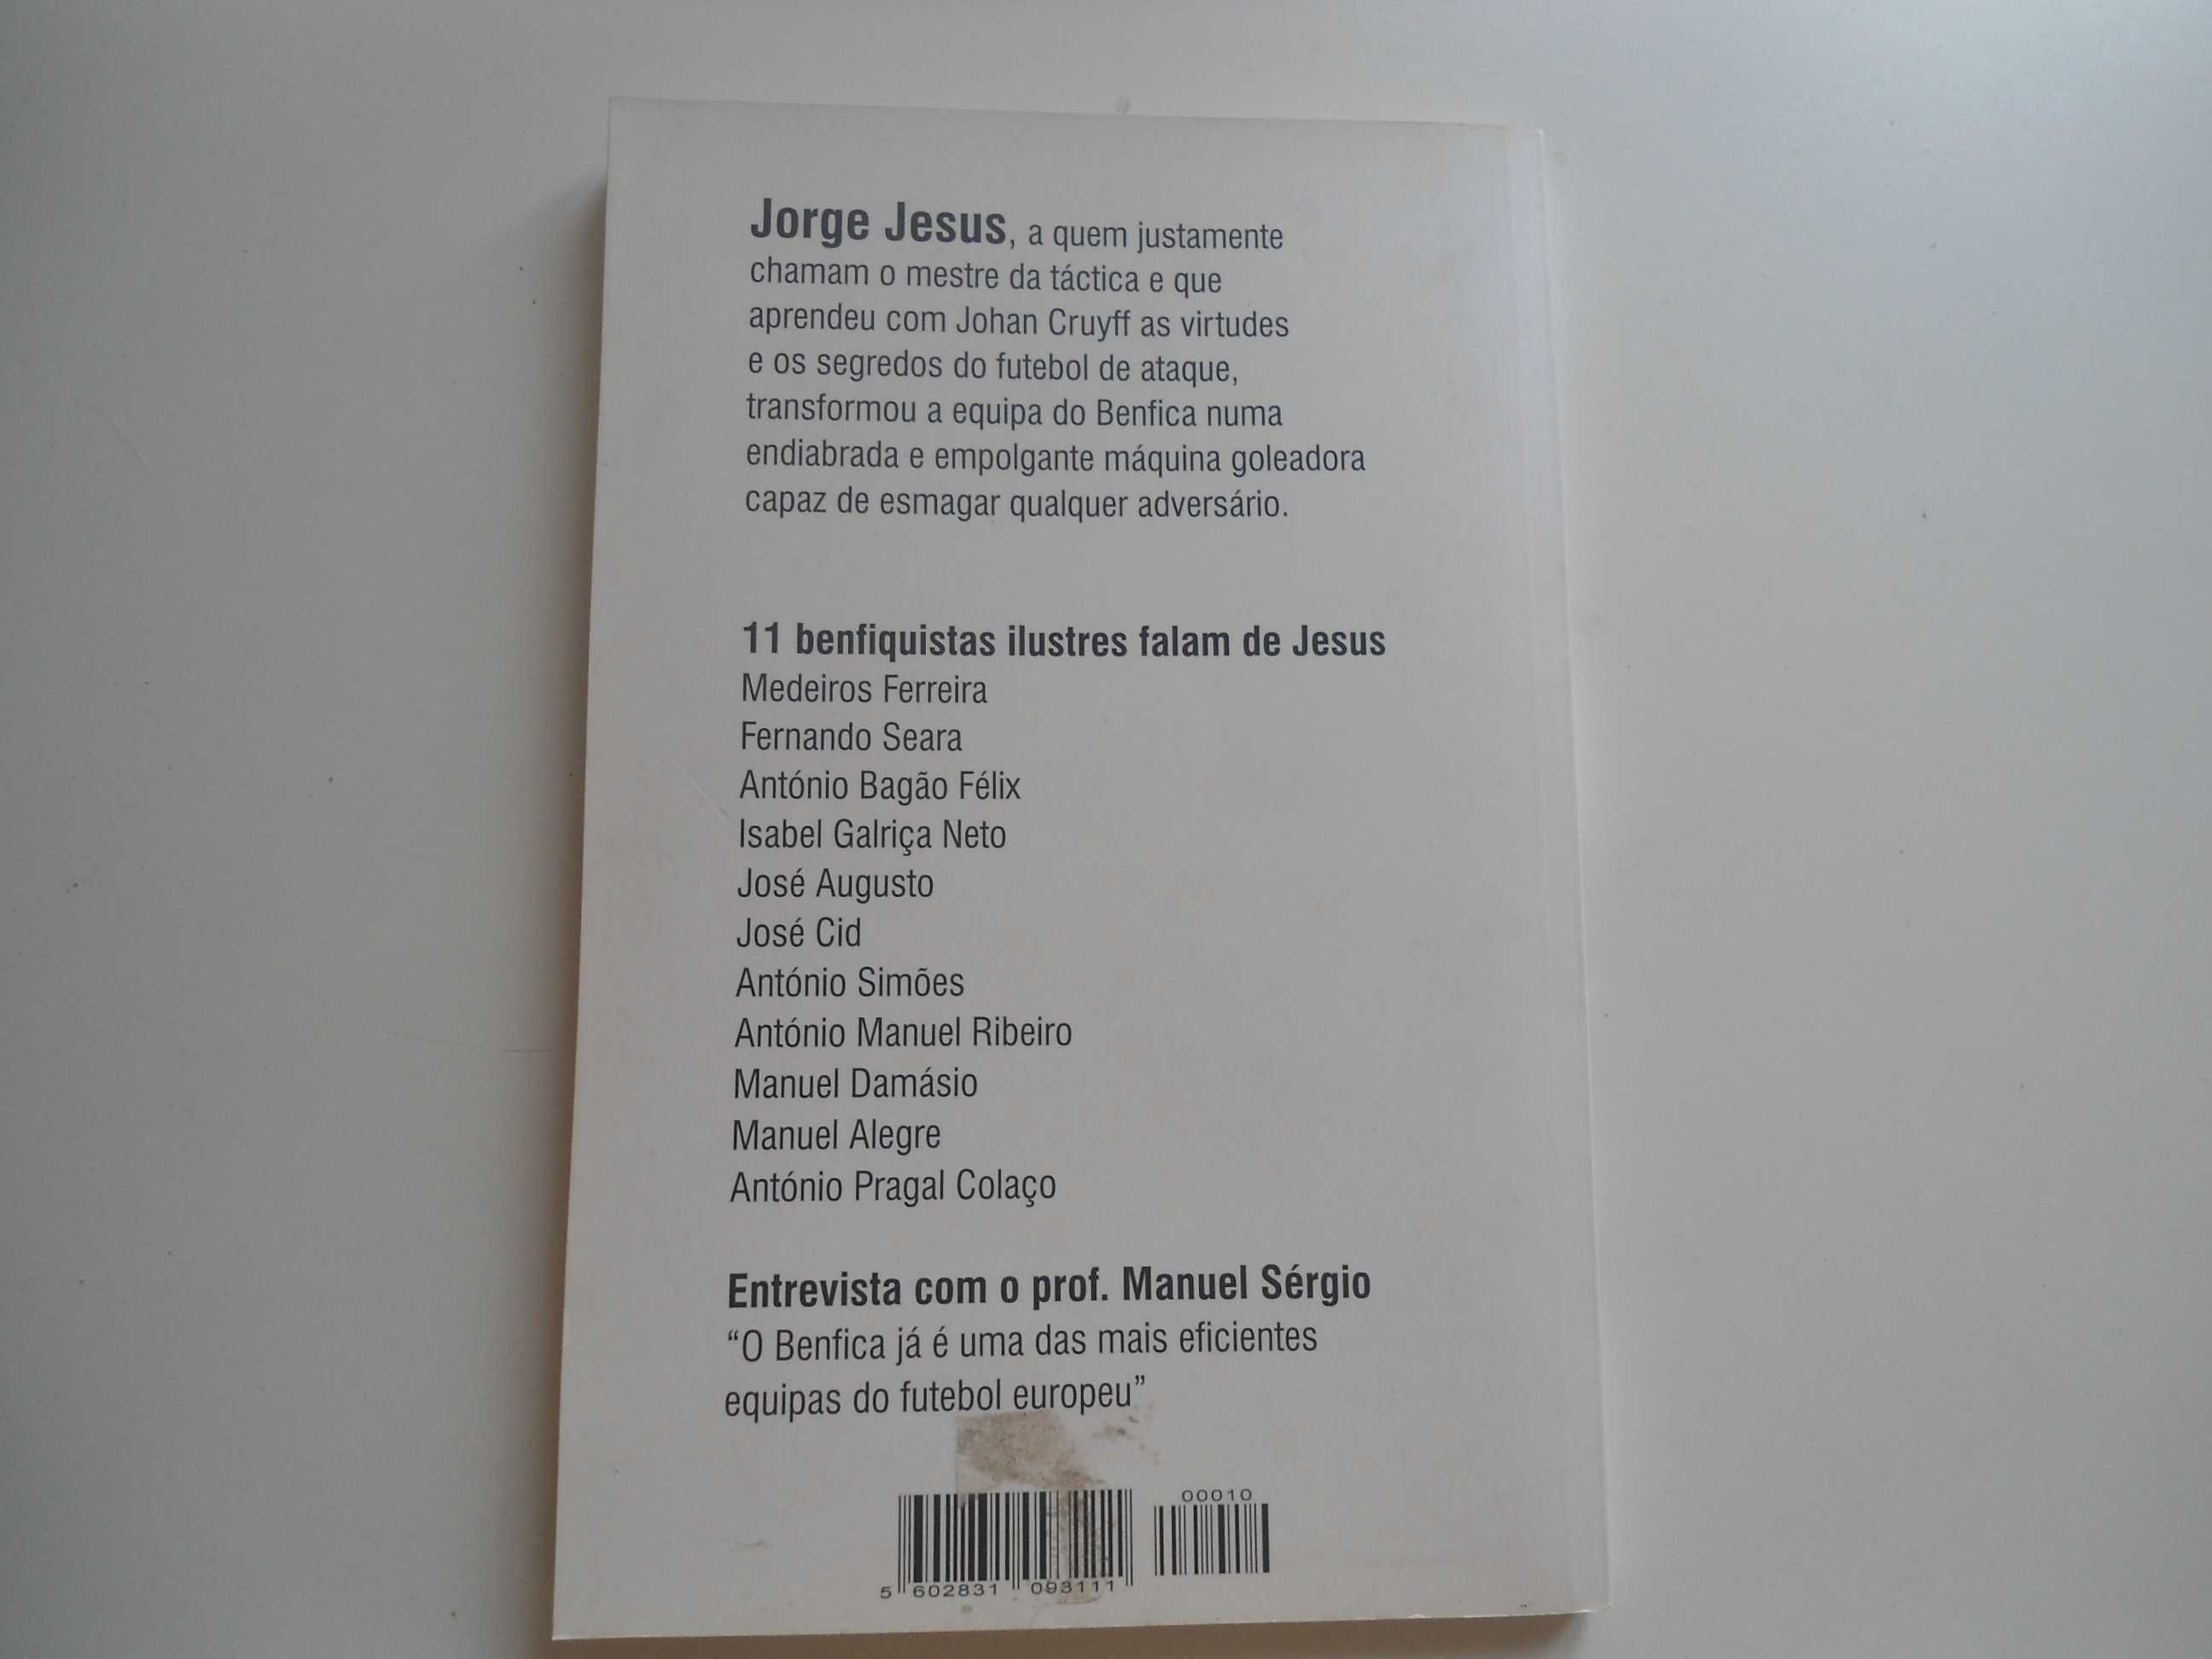 Jorge Jesus, a quem justamente
chamam o mestre da táctica e que
aprendeu com Johan Cruyff as virtudes
e os segredos do futebol de ataque,
transformou a equipa do Benfica numa
endiabrada e empolgante máquina goleadora
capaz de esmagar qualquer adversário.
11 benfiquistas ilustres falam de Jesus
Medeiros Ferreira
Fernando Seara
António Bagão Félix
Isabel Galriça Neto
José Augusto
José Cid
António Simões
António Manuel Ribeiro
Manuel Damásio
Manuel Alegre
António Pragal Colaço
Entrevista com o prof. Manuel Sérgio
“O Benfica já é uma das mais eficientes
equipas do futebol europeu”
00010
5 602831 093111